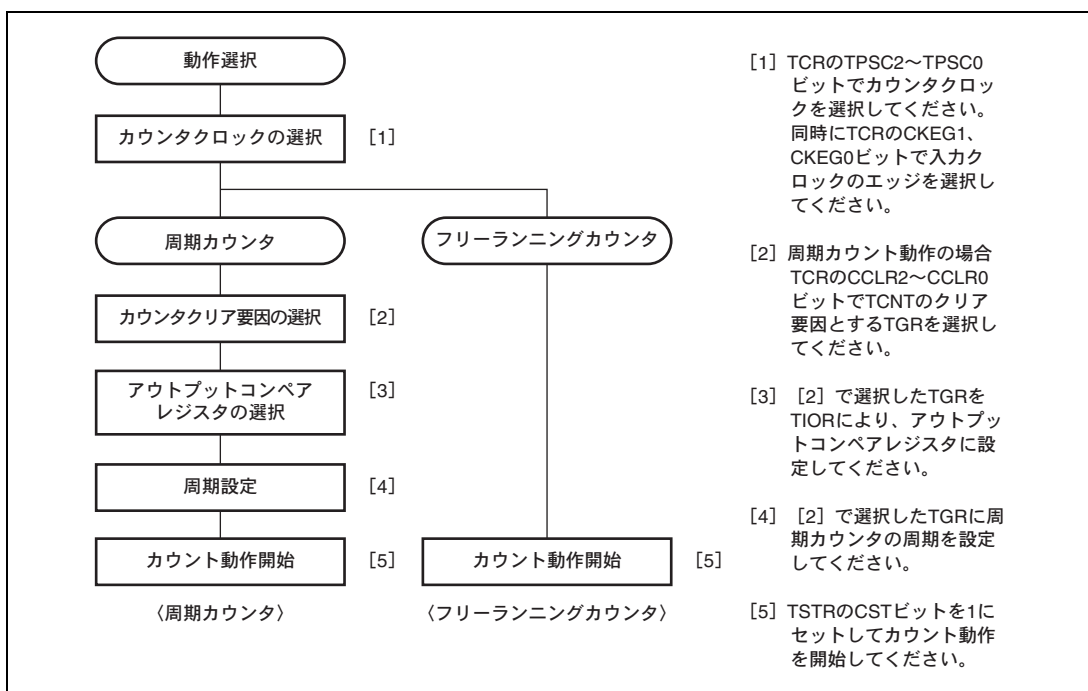 動作選択
カウンタクロックの選択
[1]
周期カウンタ
フリーランニングカウンタ
カウンタクリア要因の選択
[2]
アウトプットコンペア
レジスタの選択
[3]
周期設定
[4]
カウント動作開始
[5]
カウント動作開始
[5]
〈周期カウンタ〉
〈フリーランニングカウンタ〉
[1] TCRのTPSC2〜TPSC0
ビットでカウンタクロッ
クを選択してください。
同時にTCRのCKEG1、
CKEG0ビットで入力ク
ロックのエッジを選択し
てください。
[2] 周期カウント動作の場合
TCRのCCLR2〜CCLR0
ビットでTCNTのクリア
要因とするTGRを選択し
てください。
[3] [2]で選択したTGRを
TIORにより、アウトプッ
トコンペアレジスタに設
定してください。
[4] [2]で選択したTGRに周
期カウンタの周期を設定
してください。
[5] TSTRのCSTビットを1に
セットしてカウント動作
を開始してください。